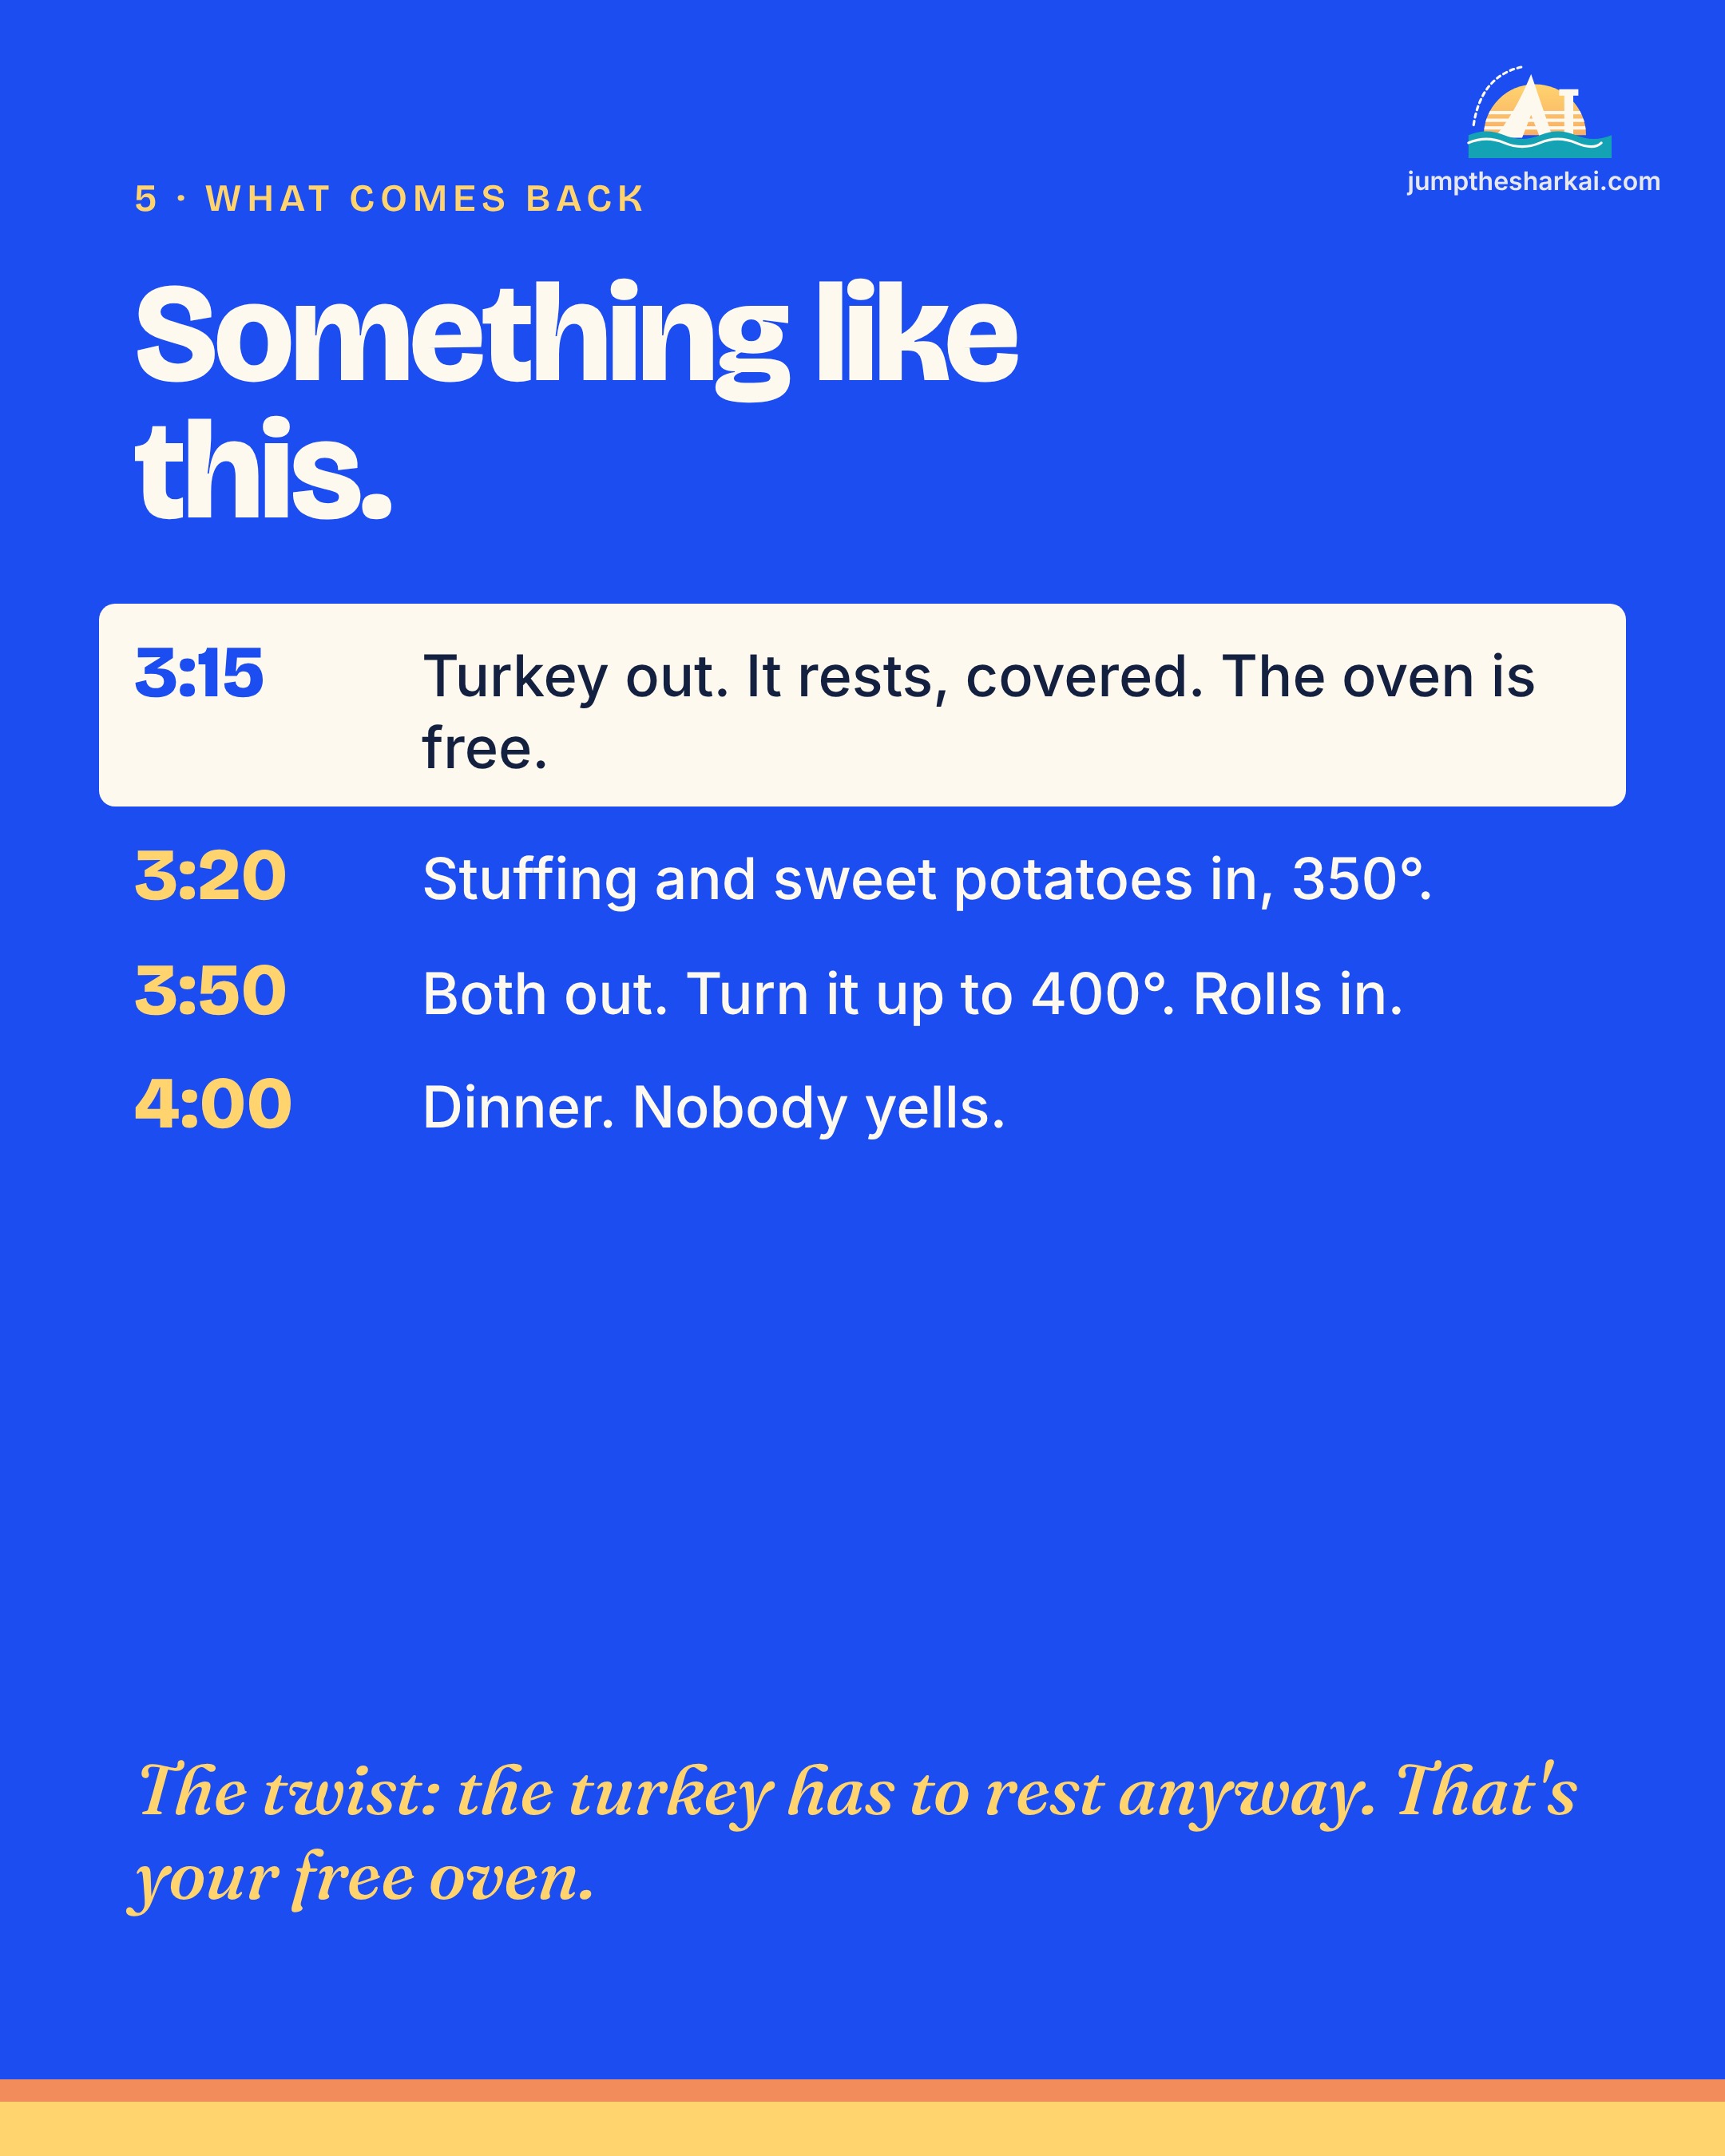 AI
jumpthesharkai.com
5 · WHAT COMES BACK
Something like
this.
3:15 Turkey out. It rests, covered. The oven is
free.
3:20 Stuffing and sweet potatoes in, 350°.
3:50 Both out. Turn it up to 400°. Rolls in.
4:00 Dinner. Nobody yells.
The twist: the turkey has to rest anyway. That's
your free oven.